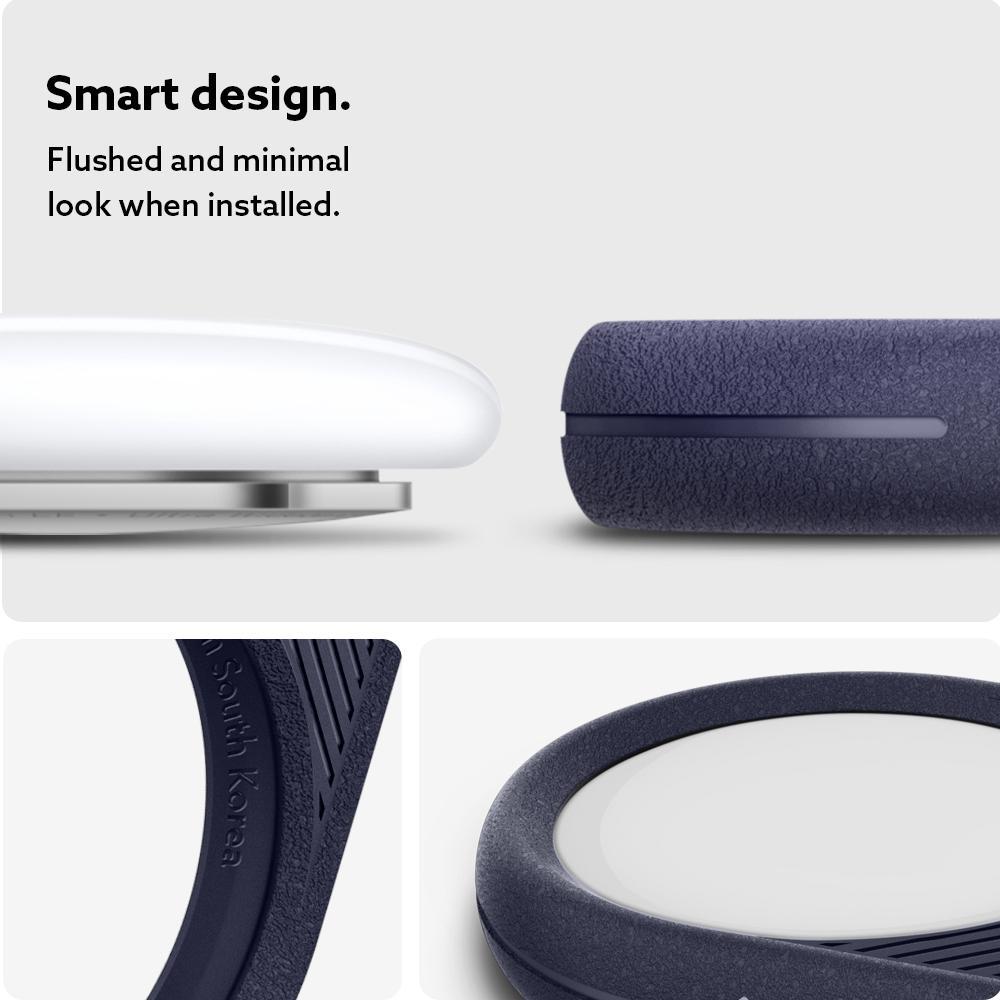 Smart design.
Flushed and minimal
look when installed.
South Korea